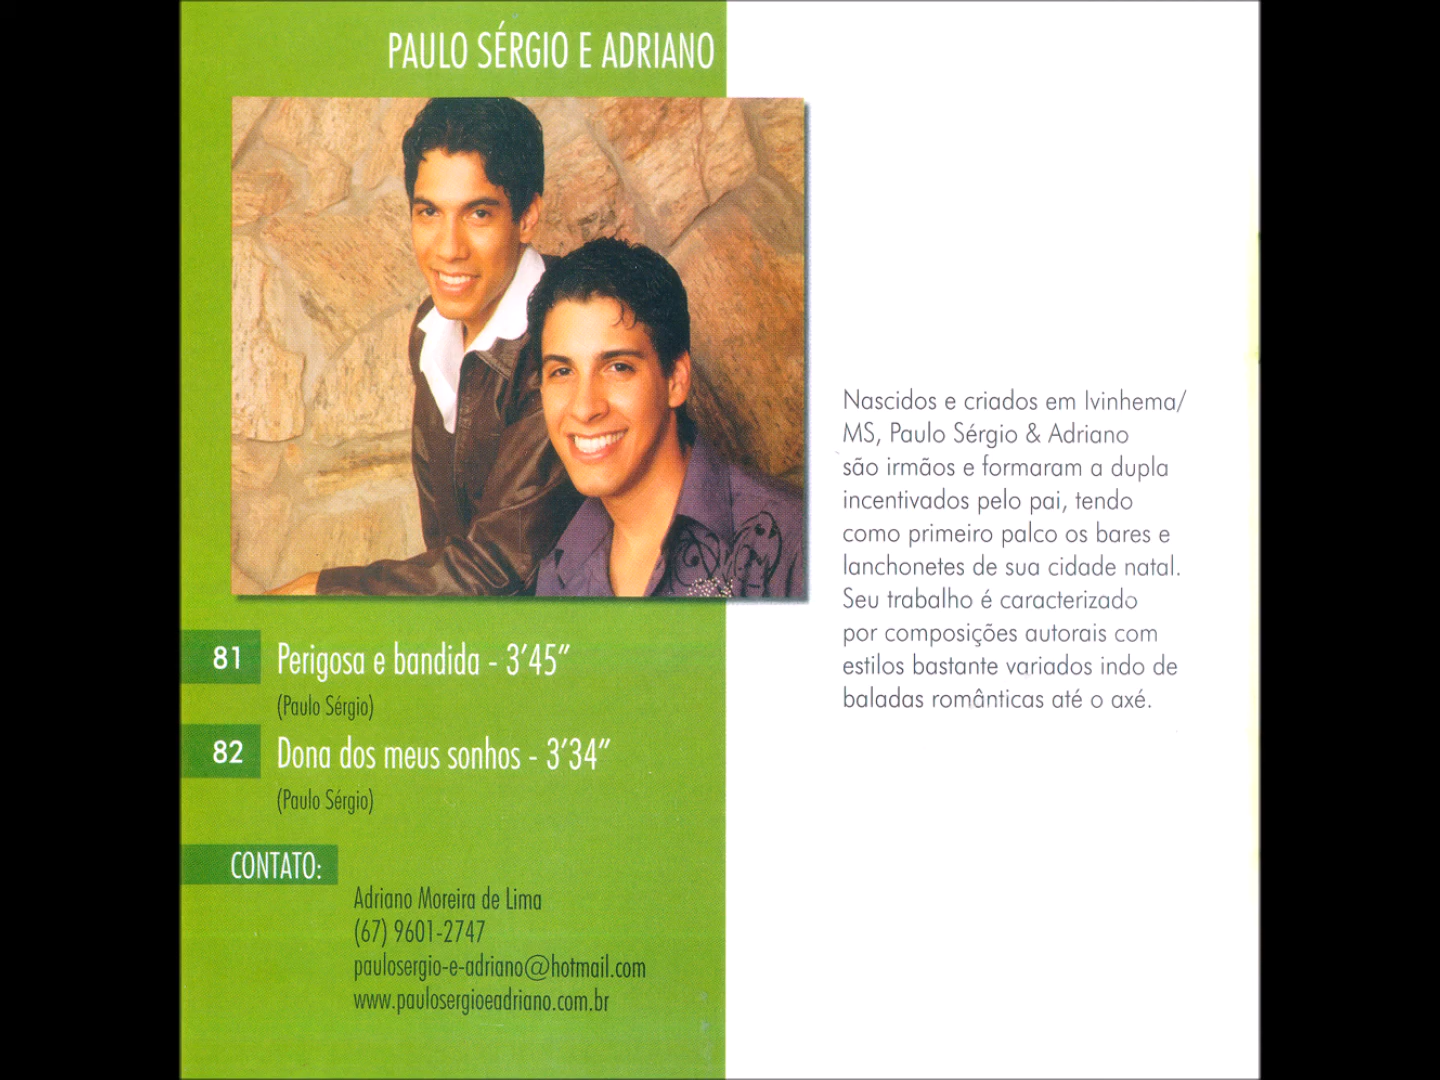 PAULO SÉRGIO E ADRIANO
Nascidos e criados em Ivinhema/
MS, Paulo Sérgio & Adriano
são irmãos e formaram a dupla
incentivados pelo pai, tendo
como primeiro palco os bares e
lanchonetes de sua cidade natal.
Seu trabalho é caracterizado
por composições autorais com
estilos bastante variados indo de
baladas românticas até o axé.
81 Perigosa e bandida - 3’45”
(Paulo Sérgio)
82 Dona dos meus sonhos - 3’34”
(Paulo Sérgio)
CONTATO:
Adriano Moreira de Lima
(67) 9601-2747
paulosergio-e-adriano@hotmail.com
www.paulosergioeadriano.com.br